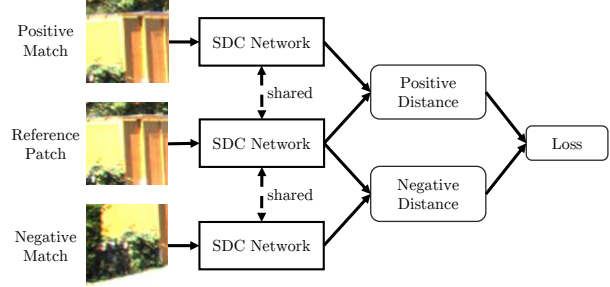 Positive
Match
SDC Network
shared
Positive
Distance
Reference
Patch
SDC Network
Loss
shared
Negative
Distance
Negative
Match
SDC Network